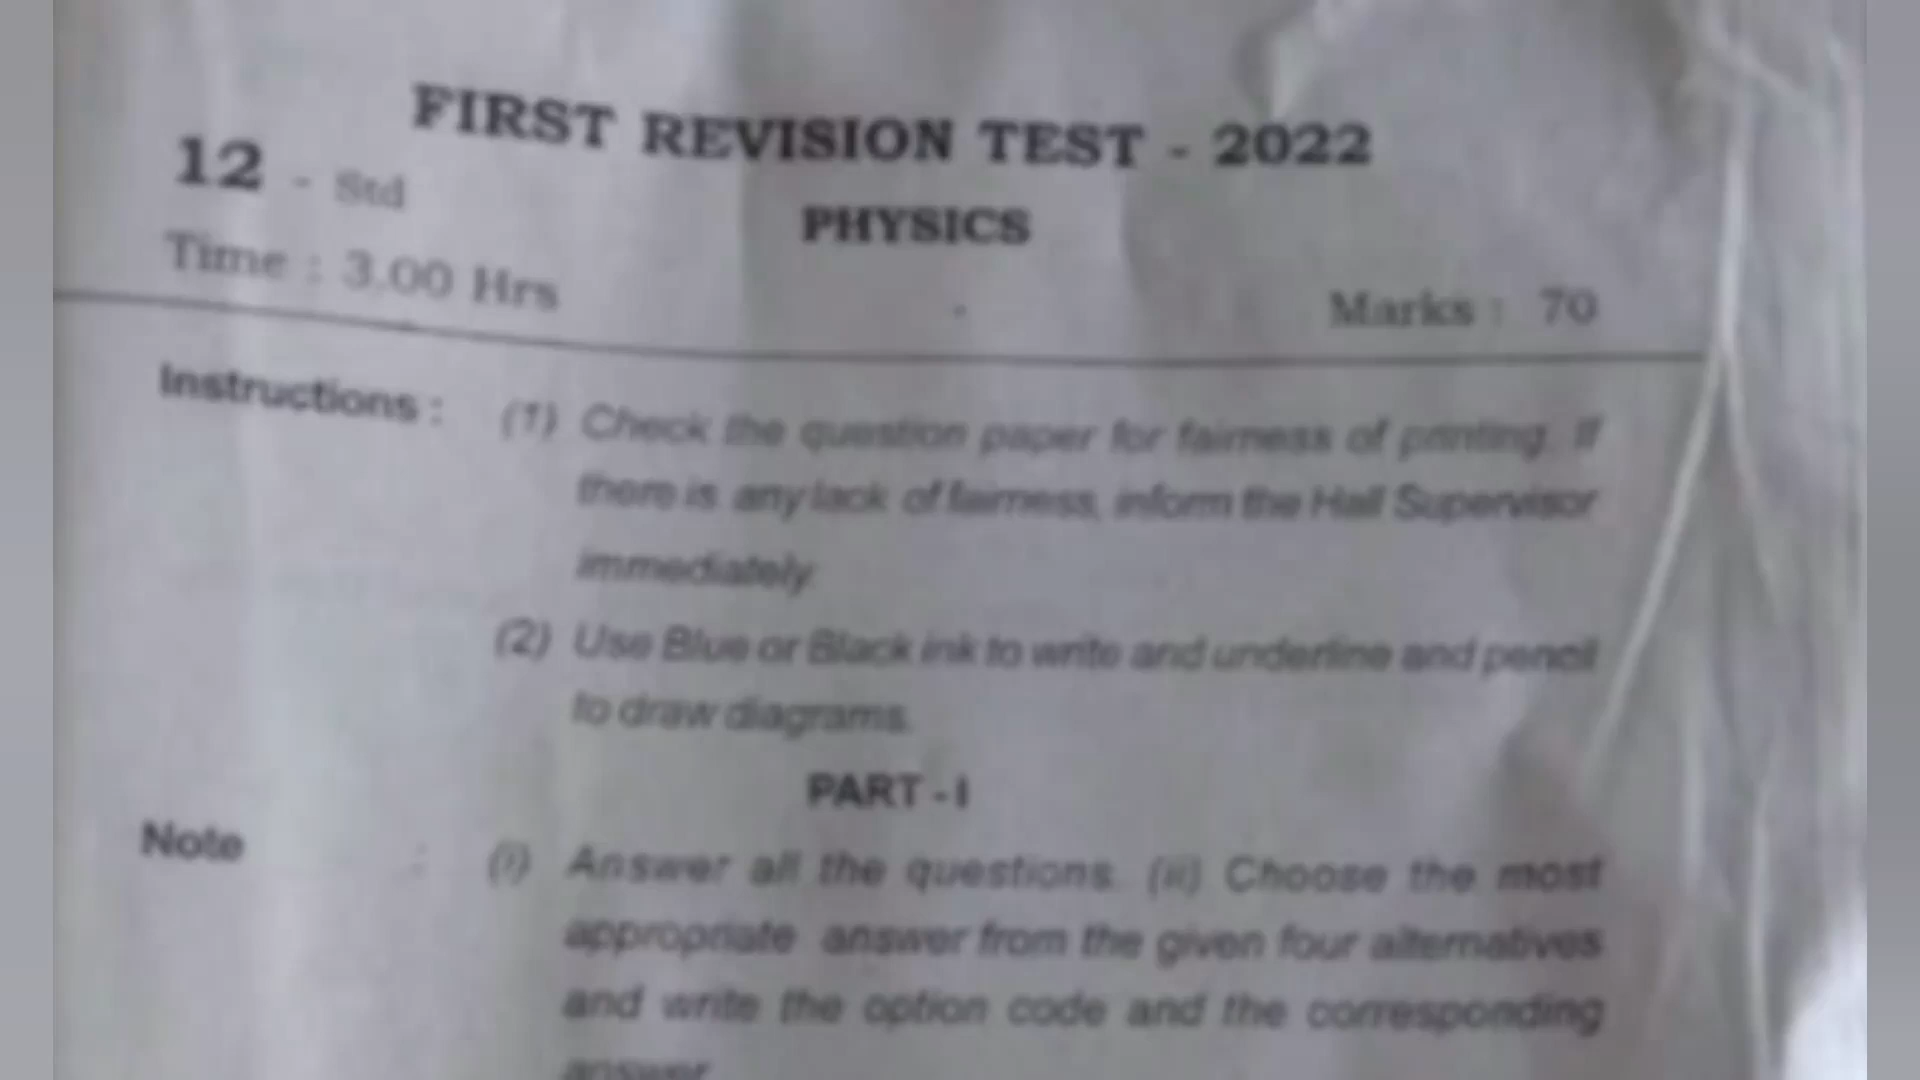 FIRST REVISION TEST - 2022
12 - Std
PHYSICS
Time : 3.00 Hrs
Marks : 70
Instructions : (1) Check the question paper for fairness of printing. If
there is any lack of fairness, inform the Hall Supervisor
immediately.
(2) Use Blue or Black ink to write and underline and pencil
to draw diagrams.
PART - I
Note : (i) Answer all the questions. (ii) Choose the most
appropriate answer from the given four alternatives
and write the option code and the corresponding
answer